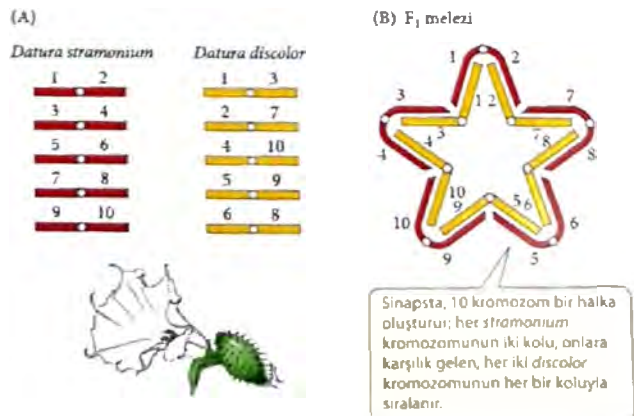 (A)
Datura stramonium
Datura discolor
1 2
3 4
5 6
7 8
9 10
1 3
2 7
4 10
5 9
6 8
(B) F1 melezi
1 2
1 2
3 7
3 7
4 8
4 8
10 5 6
9
10 6
9 5
Sinapsta, 10 kromozom bir halka
oluşturur; her stramonium
kromozomunun iki kolu, onlara
karşılık gelen, her iki discolor
kromozomunun her bir koluyla
sıralanır.